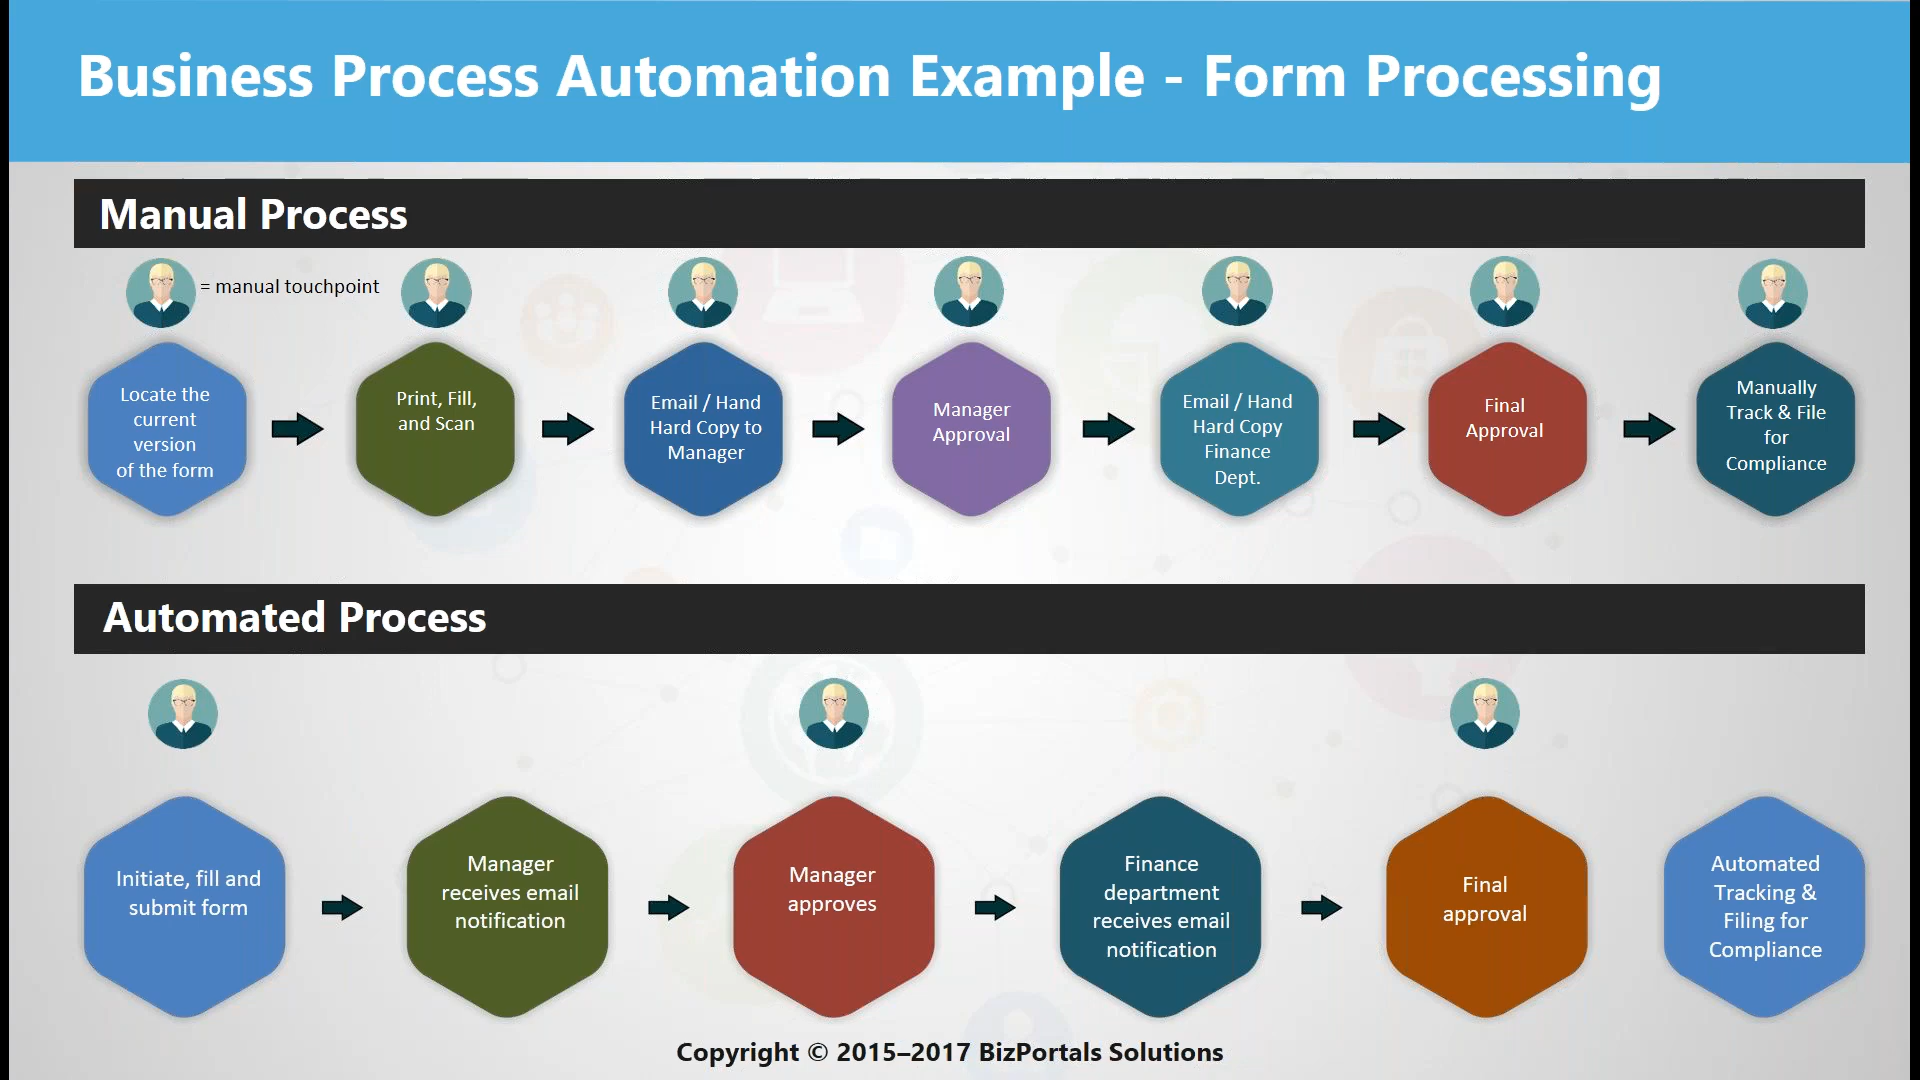 Business Process Automation Example - Form Processing
Manual Process
= manual touchpoint
Locate the
current
version
of the form
Print, Fill,
and Scan
Email / Hand
Hard Copy to
Manager
Manager
Approval
Email / Hand
Hard Copy
Finance
Dept.
Final
Approval
Manually
Track & File
for
Compliance
Automated Process
Initiate, fill and
submit form
Manager
receives email
notification
Manager
approves
Finance
department
receives email
notification
Final
approval
Automated
Tracking &
Filing for
Compliance
Copyright © 2015–2017 BizPortals Solutions